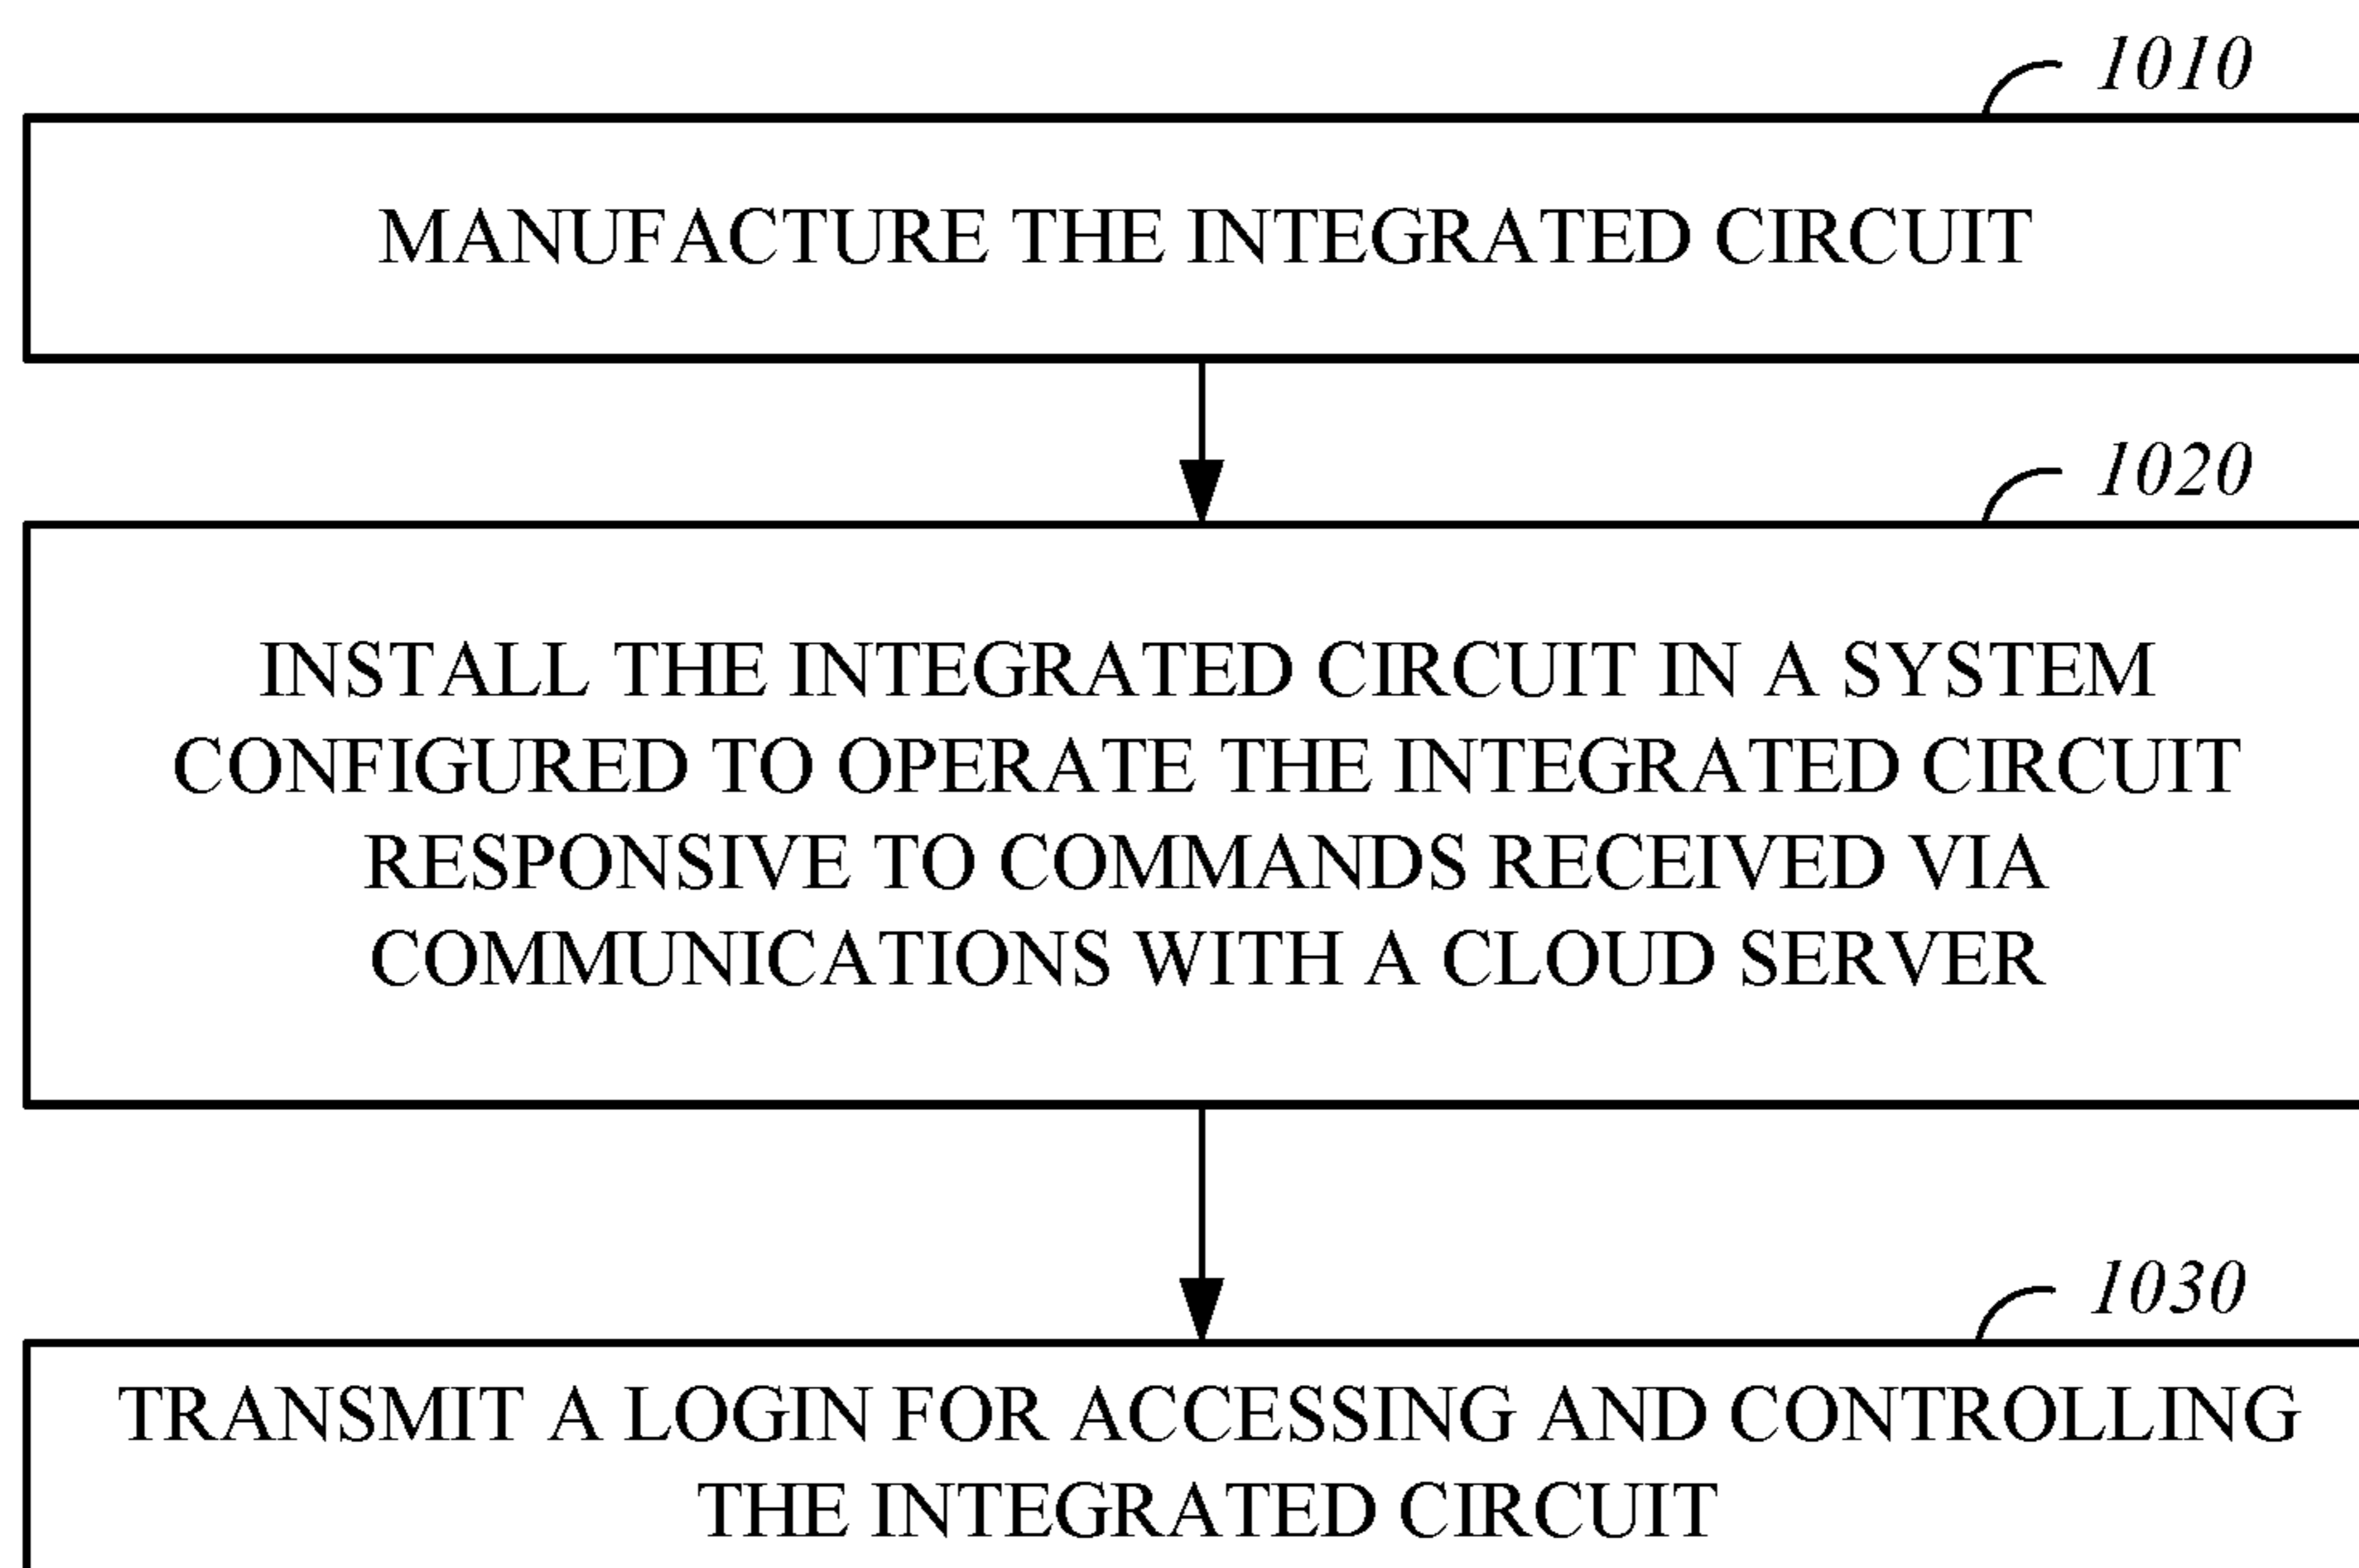 1010
MANUFACTURE THE INTEGRATED CIRCUIT
1020
INSTALL THE INTEGRATED CIRCUIT IN A SYSTEM
CONFIGURED TO OPERATE THE INTEGRATED CIRCUIT
RESPONSIVE TO COMMANDS RECEIVED VIA
COMMUNICATIONS WITH A CLOUD SERVER
1030
TRANSMIT A LOGIN FOR ACCESSING AND CONTROLLING
THE INTEGRATED CIRCUIT